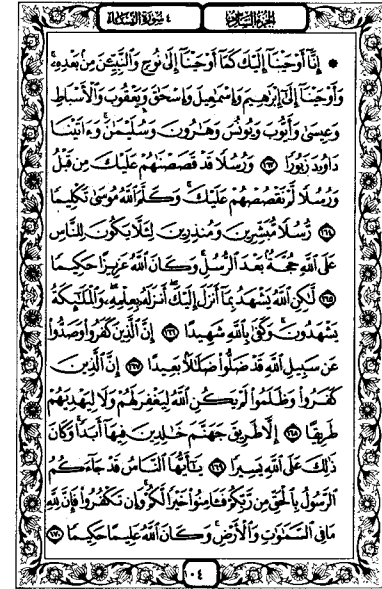 الجزء السادس
٤ سورة النساء
۞ إِنَّآ أَوْحَيْنَآ إِلَيْكَ كَمَآ أَوْحَيْنَآ إِلَىٰ نُوحٍ وَٱلنَّبِيِّـۧنَ مِنۢ بَعْدِهِۦۚ
وَأَوْحَيْنَآ إِلَىٰٓ إِبْرَٰهِيمَ وَإِسْمَٰعِيلَ وَإِسْحَٰقَ وَيَعْقُوبَ وَٱلْأَسْبَاطِ
وَعِيسَىٰ وَأَيُّوبَ وَيُونُسَ وَهَٰرُونَ وَسُلَيْمَٰنَۚ وَءَاتَيْنَا
دَاوُۥدَ زَبُورًا ١٦٣ وَرُسُلًا قَدْ قَصَصْنَٰهُمْ عَلَيْكَ مِن قَبْلُ
وَرُسُلًا لَّمْ نَقْصُصْهُمْ عَلَيْكَۚ وَكَلَّمَ ٱللَّهُ مُوسَىٰ تَكْلِيمًا
١٦٤ رُّسُلًا مُّبَشِّرِينَ وَمُنذِرِينَ لِئَلَّا يَكُونَ لِلنَّاسِ
عَلَى ٱللَّهِ حُجَّةٌۢ بَعْدَ ٱلرُّسُلِۚ وَكَانَ ٱللَّهُ عَزِيزًا حَكِيمًا
١٦٥ لَّٰكِنِ ٱللَّهُ يَشْهَدُ بِمَآ أَنزَلَ إِلَيْكَۖ أَنزَلَهُۥ بِعِلْمِهِۦۖ وَٱلْمَلَٰٓئِكَةُ
يَشْهَدُونَۚ وَكَفَىٰ بِٱللَّهِ شَهِيدًا ١٦٦ إِنَّ ٱلَّذِينَ كَفَرُوا۟ وَصَدُّوا۟
عَن سَبِيلِ ٱللَّهِ قَدْ ضَلُّوا۟ ضَلَٰلًۢا بَعِيدًا ١٦٧ إِنَّ ٱلَّذِينَ
كَفَرُوا۟ وَظَلَمُوا۟ لَمْ يَكُنِ ٱللَّهُ لِيَغْفِرَ لَهُمْ وَلَا لِيَهْدِيَهُمْ
طَرِيقًا ١٦٨ إِلَّا طَرِيقَ جَهَنَّمَ خَٰلِدِينَ فِيهَآ أَبَدًاۚ وَكَانَ
ذَٰلِكَ عَلَى ٱللَّهِ يَسِيرًا ١٦٩ يَٰٓأَيُّهَا ٱلنَّاسُ قَدْ جَآءَكُمُ
ٱلرَّسُولُ بِٱلْحَقِّ مِن رَّبِّكُمْ فَـَٔامِنُوا۟ خَيْرًا لَّكُمْۚ وَإِن تَكْفُرُوا۟ فَإِنَّ لِلَّهِ
مَا فِى ٱلسَّمَٰوَٰتِ وَٱلْأَرْضِۚ وَكَانَ ٱللَّهُ عَلِيمًا حَكِيمًا ١٧٠
١٠٤